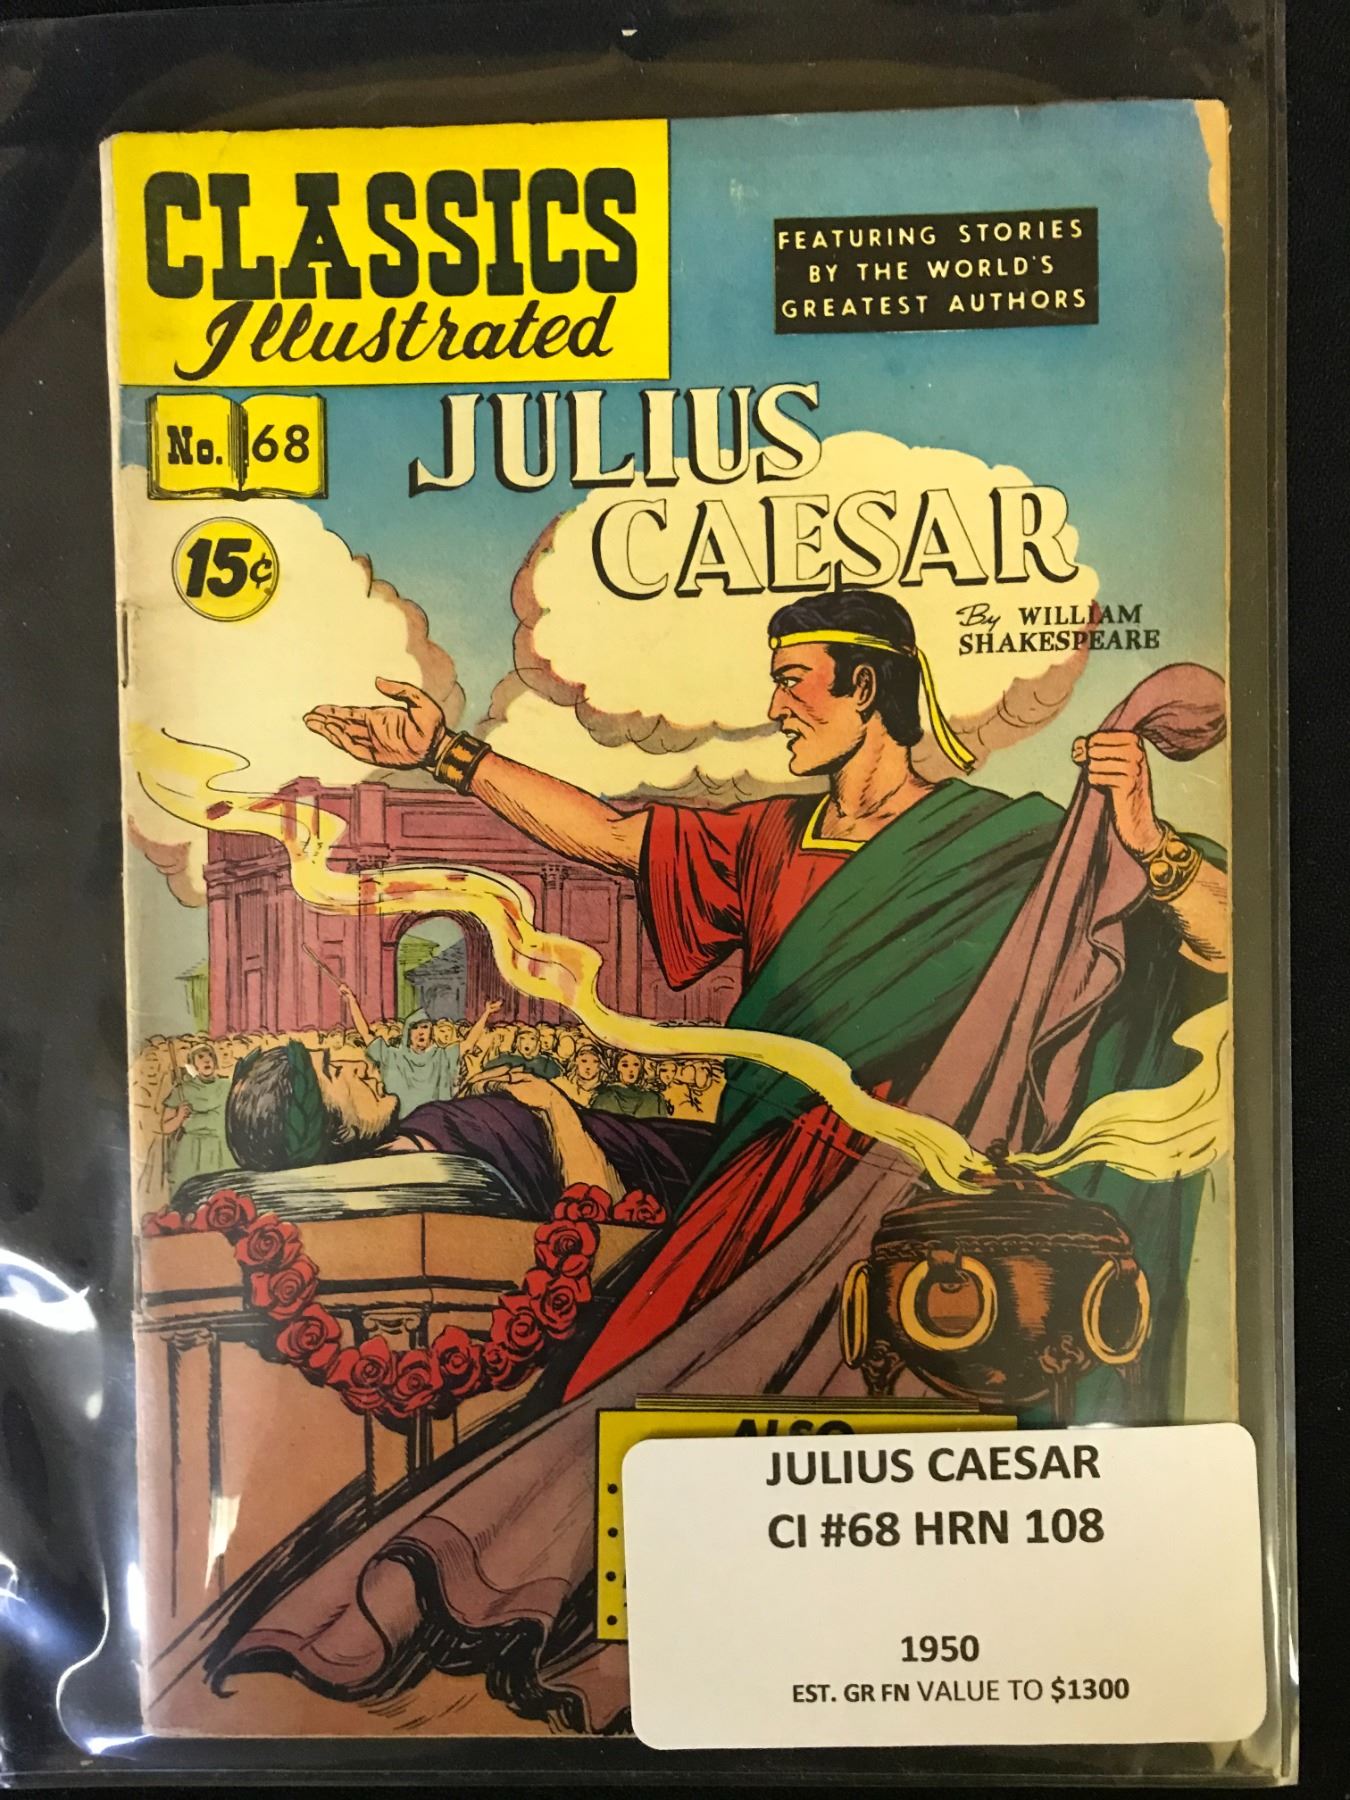 CLASSICS
Illustrated
FEATURING STORIES
BY THE WORLD'S
GREATEST AUTHORS
No. 68
15¢
JULIUS
CAESAR
By WILLIAM
SHAKESPEARE
ALSO
JULIUS CAESAR
CI #68 HRN 108
1950
EST. GR FN VALUE TO $1300